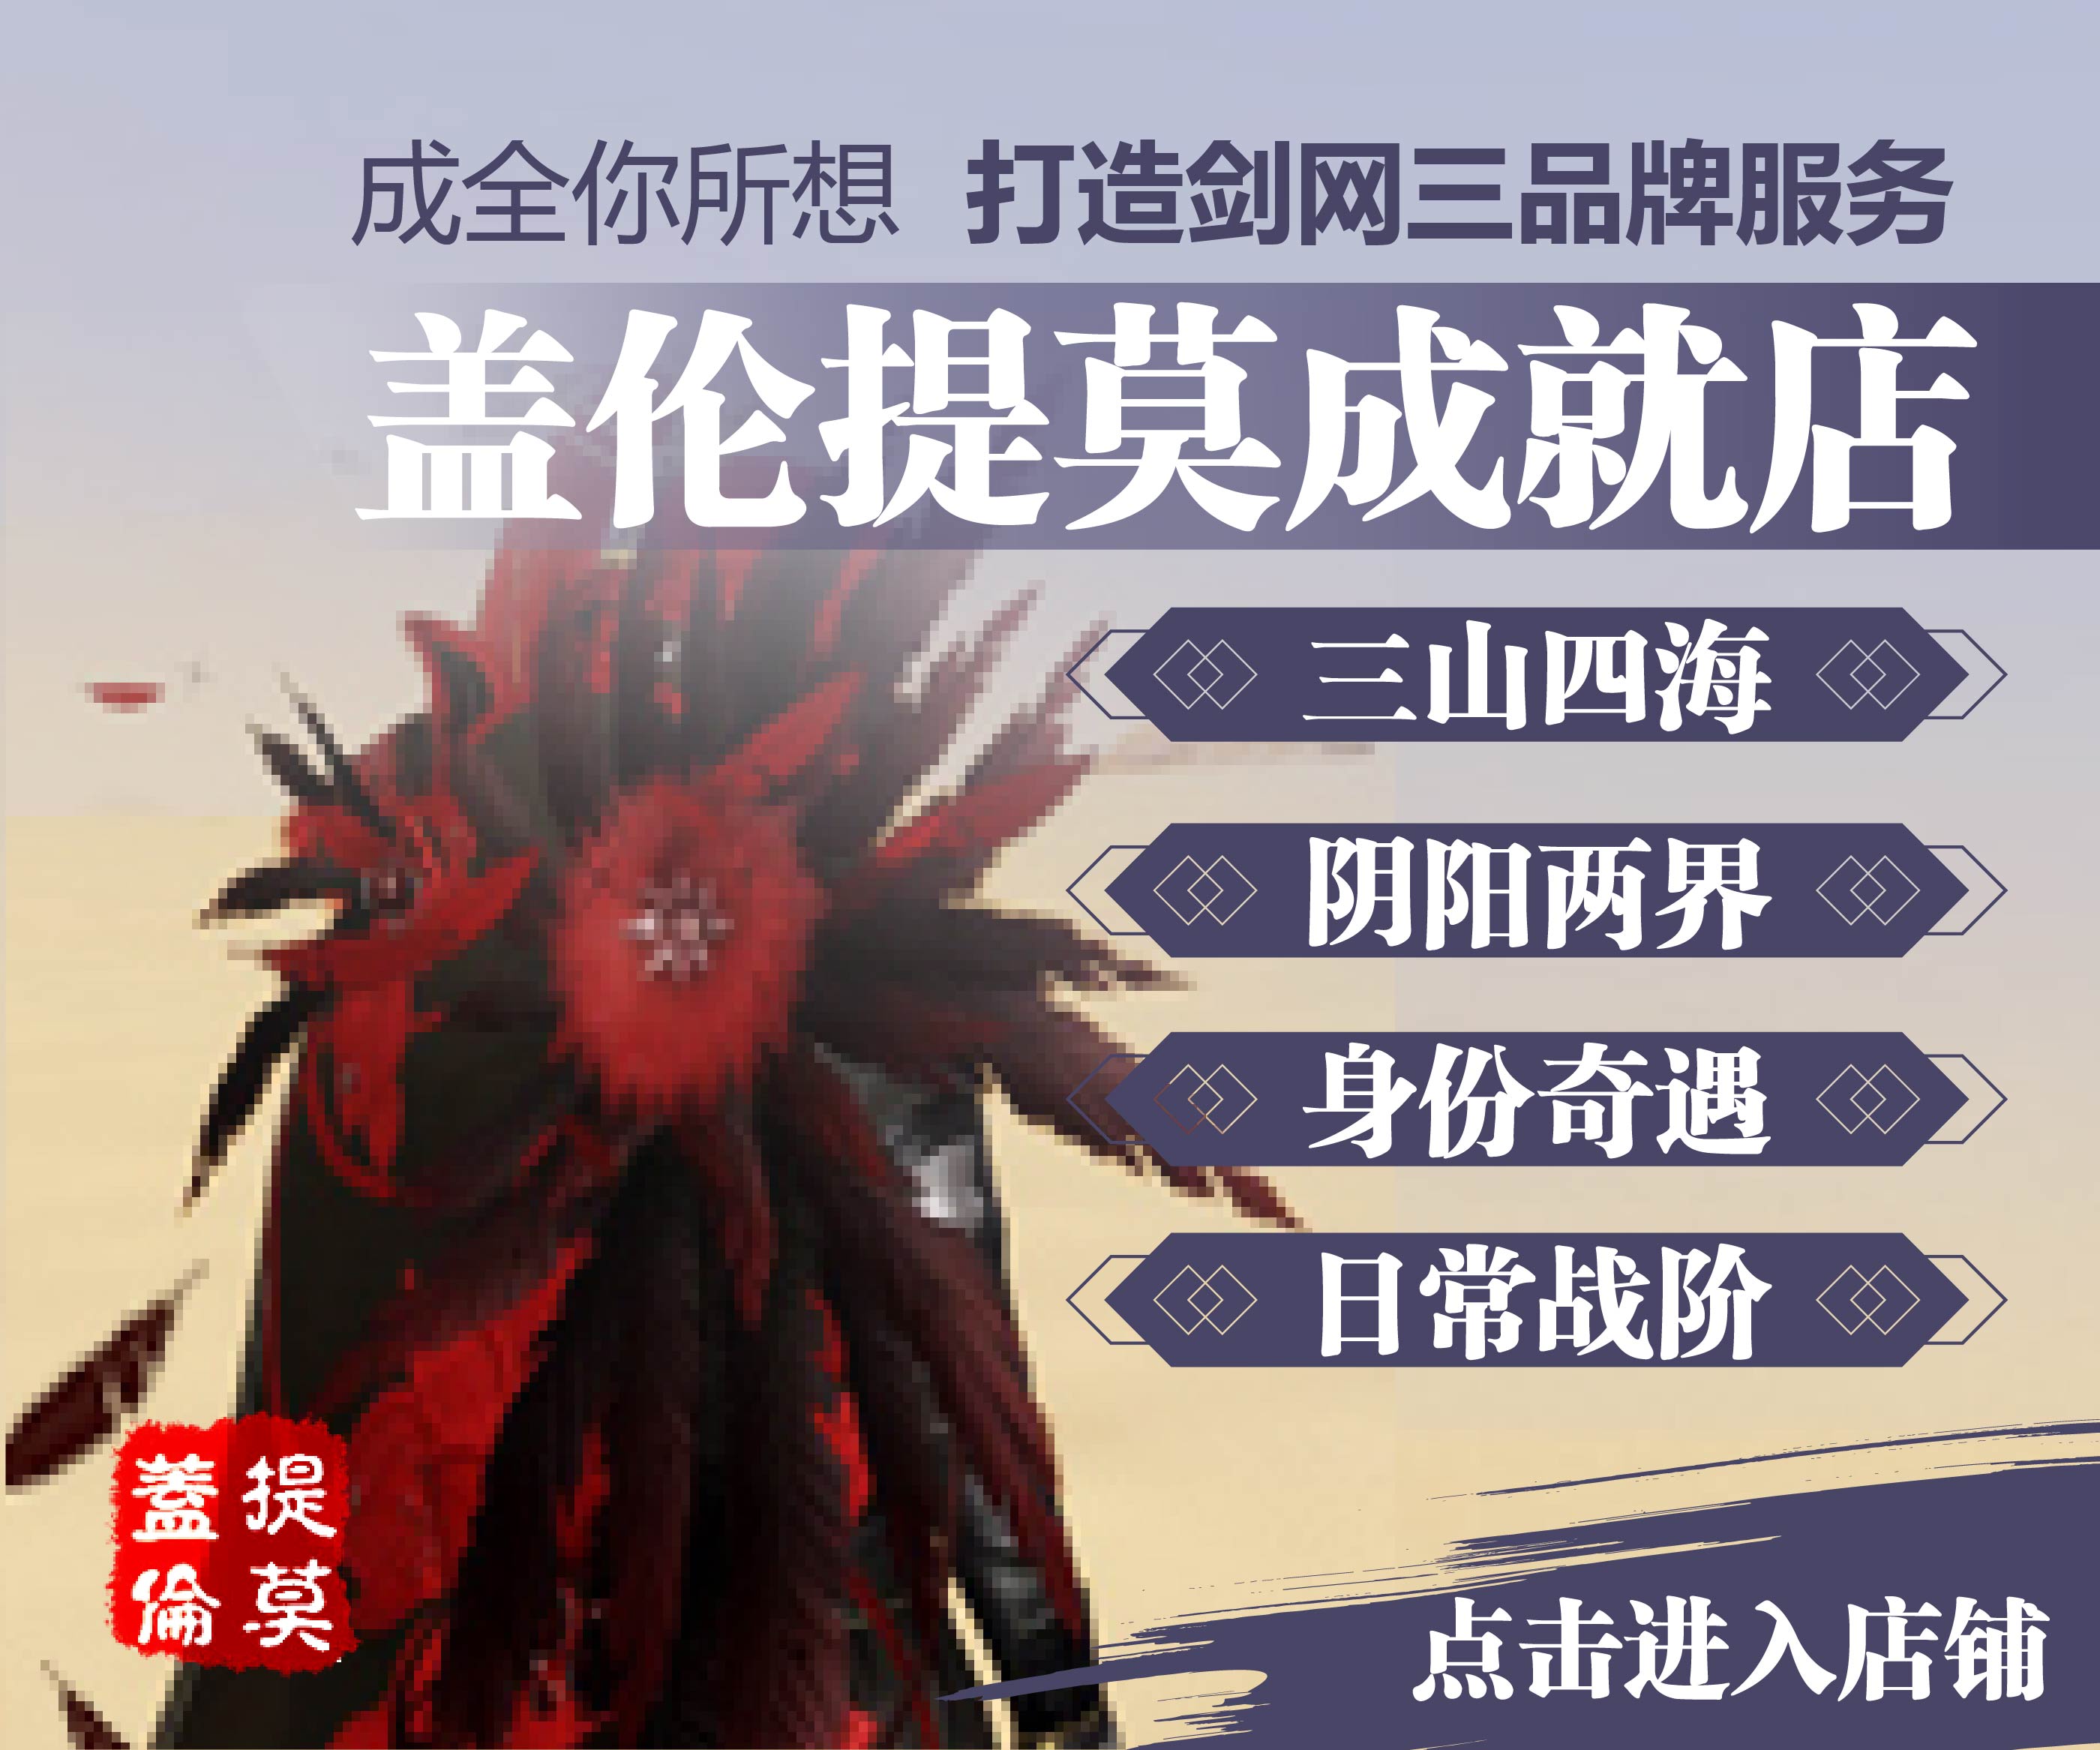 成全你所想 打造剑网三品牌服务
盖伦提莫成就店
三山四海
阴阳两界
身份奇遇
日常战阶
提莫
蓋倫
点击进入店铺